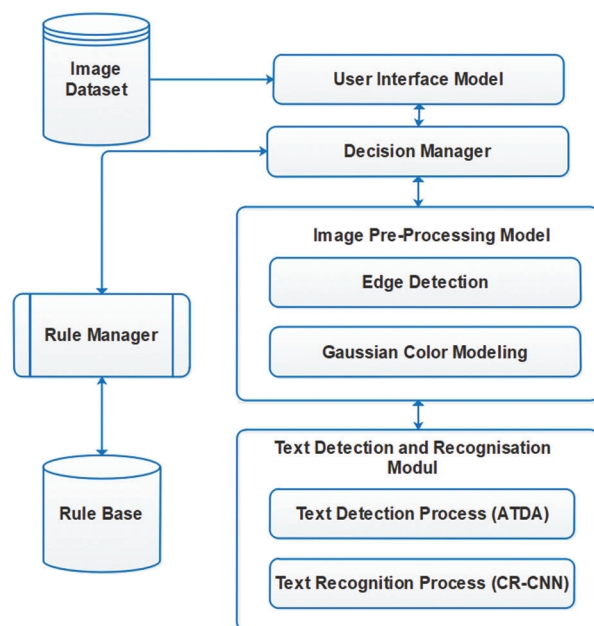 Image
Dataset
User Interface Model
Decision Manager
Image Pre-Processing Model
Edge Detection
Gaussian Color Modeling
Rule Manager
Rule Base
Text Detection and Recognisation
Modul
Text Detection Process (ATDA)
Text Recognition Process (CR-CNN)